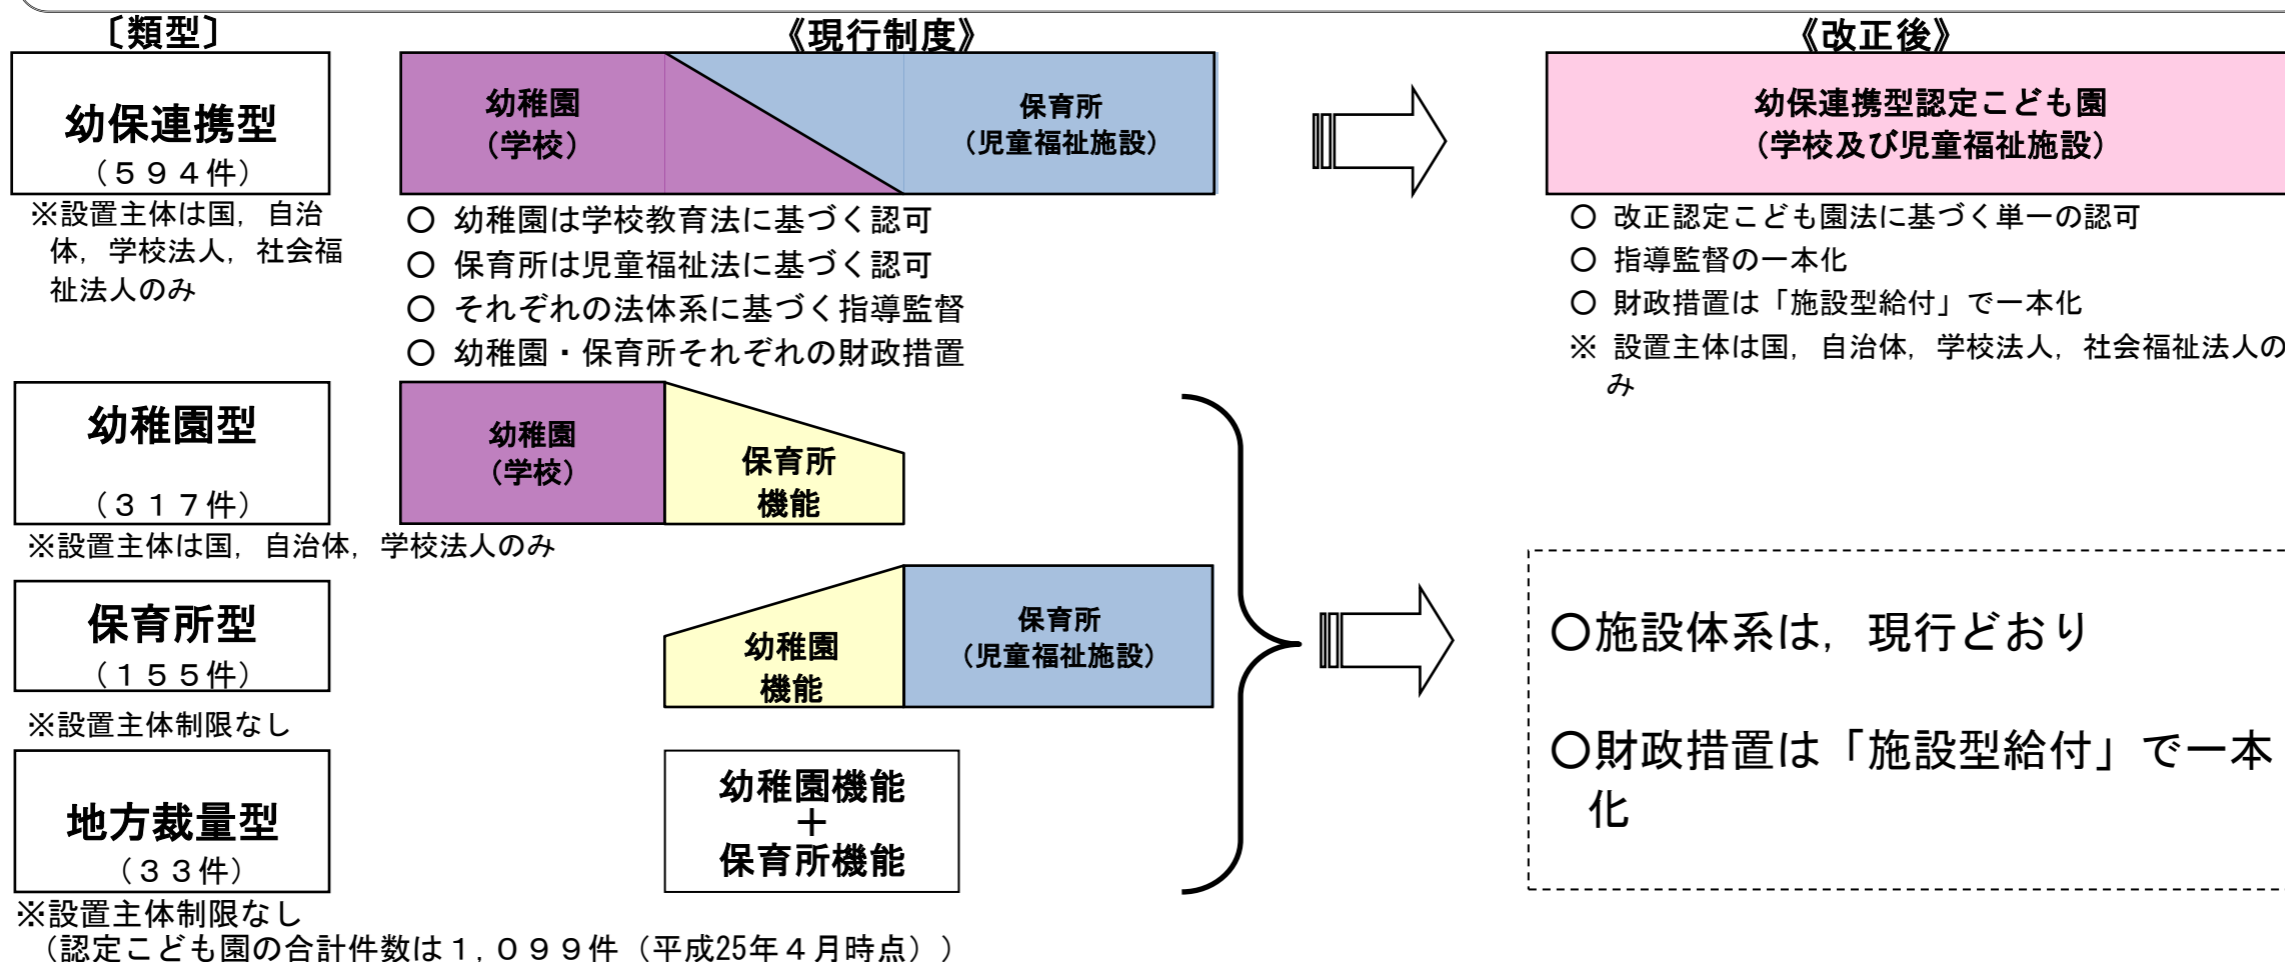 〔類型〕
《現行制度》
《改正後》
幼保連携型
（５９４件）
※設置主体は国，自治
体，学校法人，社会福
祉法人のみ
幼稚園
（学校）
保育所
（児童福祉施設）
○ 幼稚園は学校教育法に基づく認可
○ 保育所は児童福祉法に基づく認可
○ それぞれの法体系に基づく指導監督
○ 幼稚園・保育所それぞれの財政措置
幼保連携型認定こども園
（学校及び児童福祉施設）
○ 改正認定こども園法に基づく単一の認可
○ 指導監督の一本化
○ 財政措置は「施設型給付」で一本化
※ 設置主体は国，自治体，学校法人，社会福祉法人の
み
幼稚園型
（３１７件）
※設置主体は国，自治体，学校法人のみ
幼稚園
（学校）
保育所
機能
保育所型
（１５５件）
※設置主体制限なし
幼稚園
機能
保育所
（児童福祉施設）
地方裁量型
（３３件）
※設置主体制限なし
幼稚園機能
＋
保育所機能
○施設体系は，現行どおり
○財政措置は「施設型給付」で一本
化
（認定こども園の合計件数は１,０９９件（平成25年４月時点））